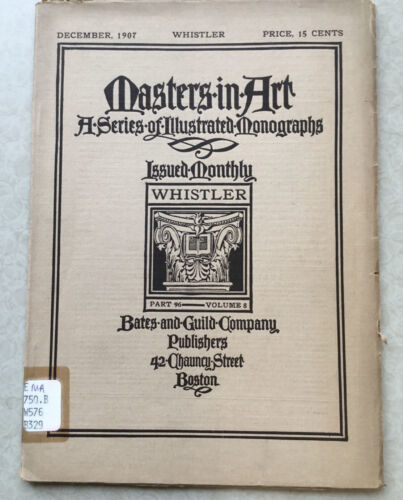 DECEMBER, 1907 WHISTLER PRICE, 15 CENTS
Masters·in·Art
A·Series·of·Illustrated·Monographs
Issued·Monthly
WHISTLER
PART 96 — VOLUME 8
Bates·and·Guild·Company
Publishers
42·Chauncy·Street
Boston
750.B
W576
B329